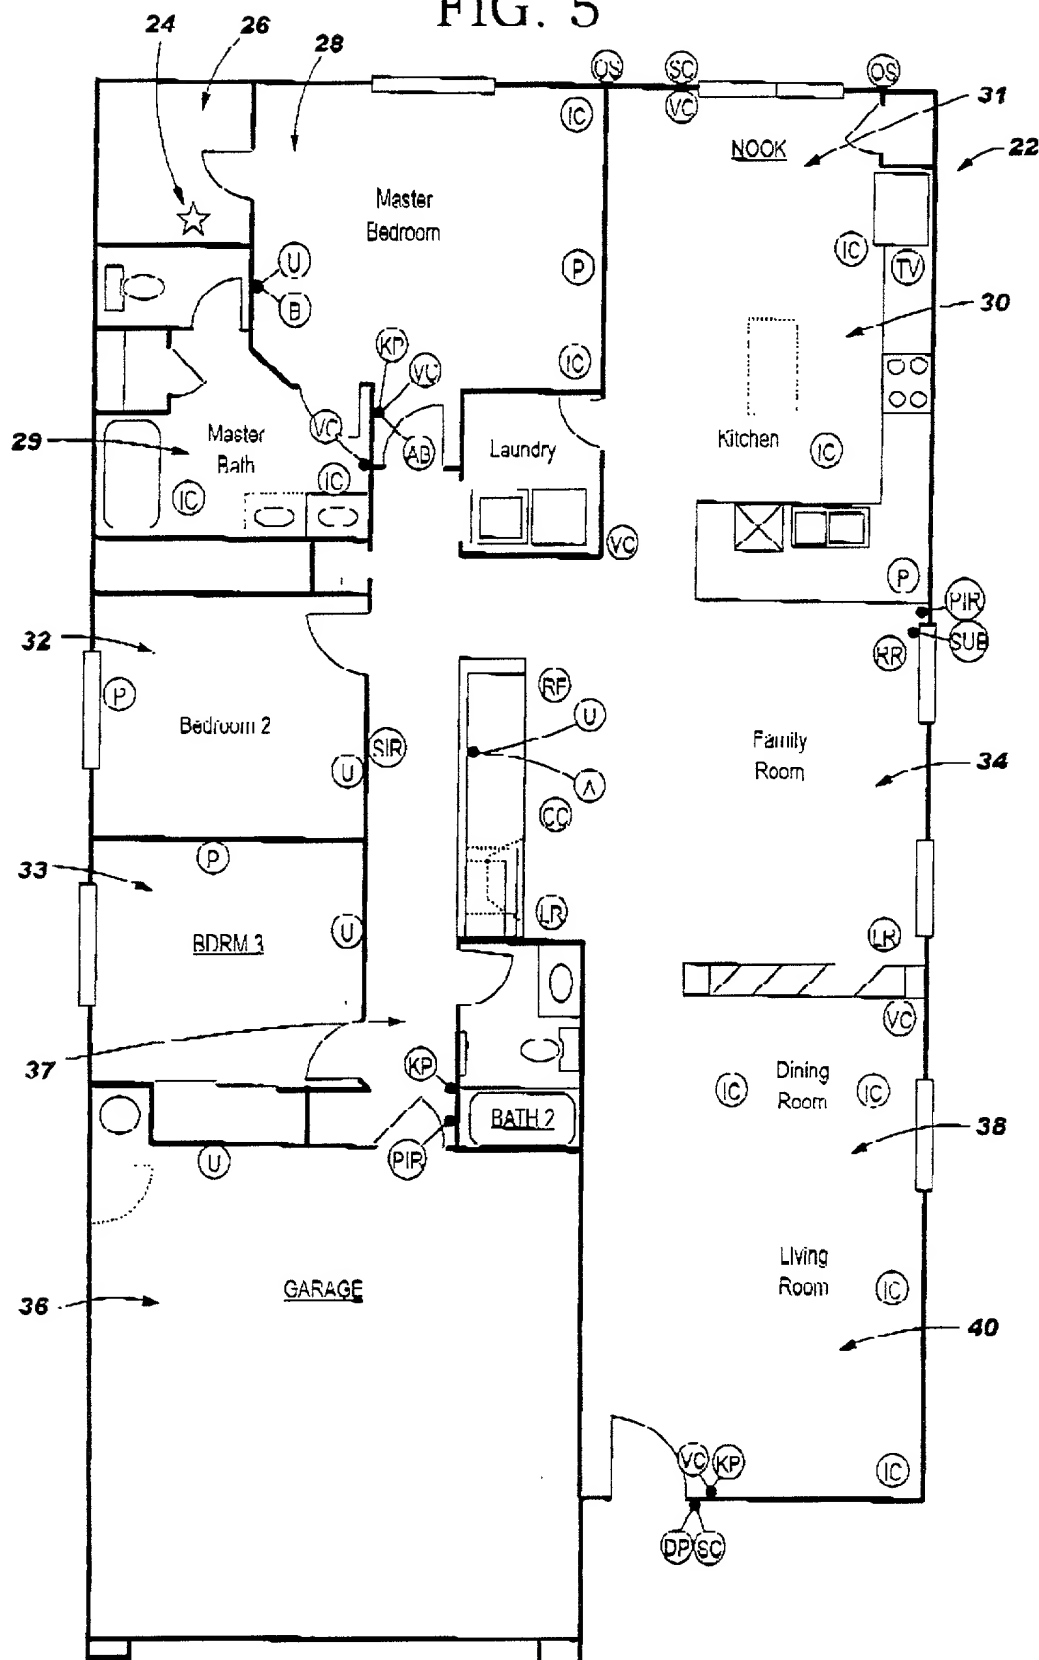 FIG. 5
24
26
28
OS
SC
OS
IC
VC
31
NOOK
22
Master
Bedroom
IC
TV
U
P
B
30
KP
VC
IC
VC
29
Master
Bath
AB
Laundry
Kitchen
IC
IC
IC
VC
P
PIR
32
RR
SUB
P
RF
Bedroom 2
SIR
U
Family
Room
34
U
A
CC
33
P
BDRM 3
U
LR
LR
VC
37
KP
IC
Dining
Room
IC
BATH 2
38
U
PIR
GARAGE
Living
Room
IC
36
40
VC
KP
IC
DP
SC